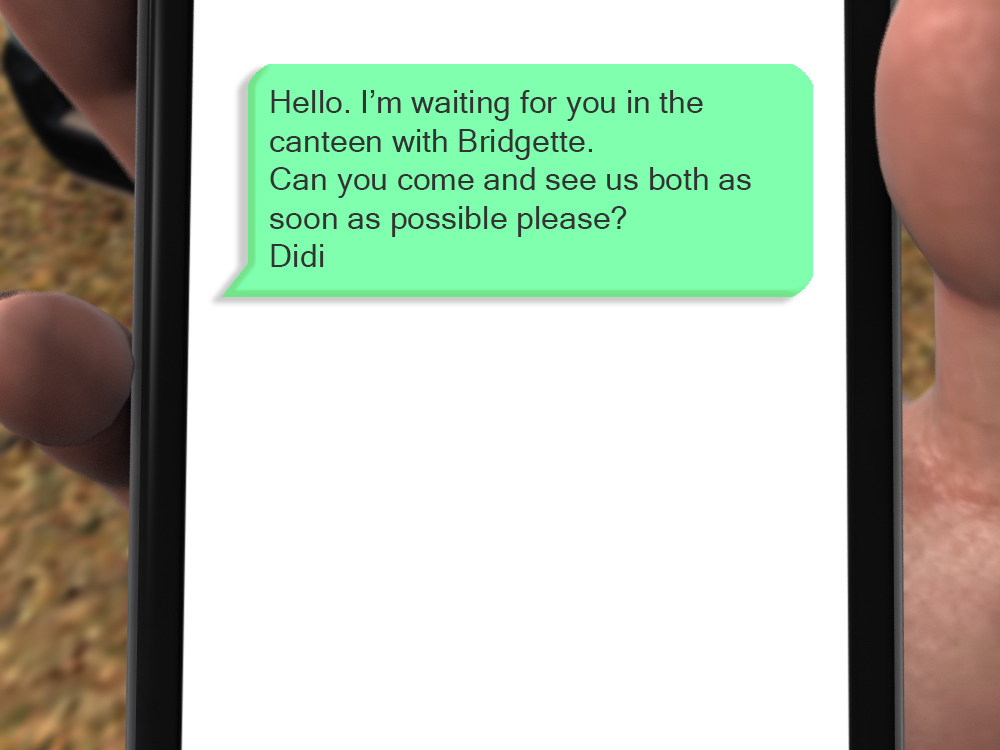 Hello. I’m waiting for you in the
canteen with Bridgette.
Can you come and see us both as
soon as possible please?
Didi